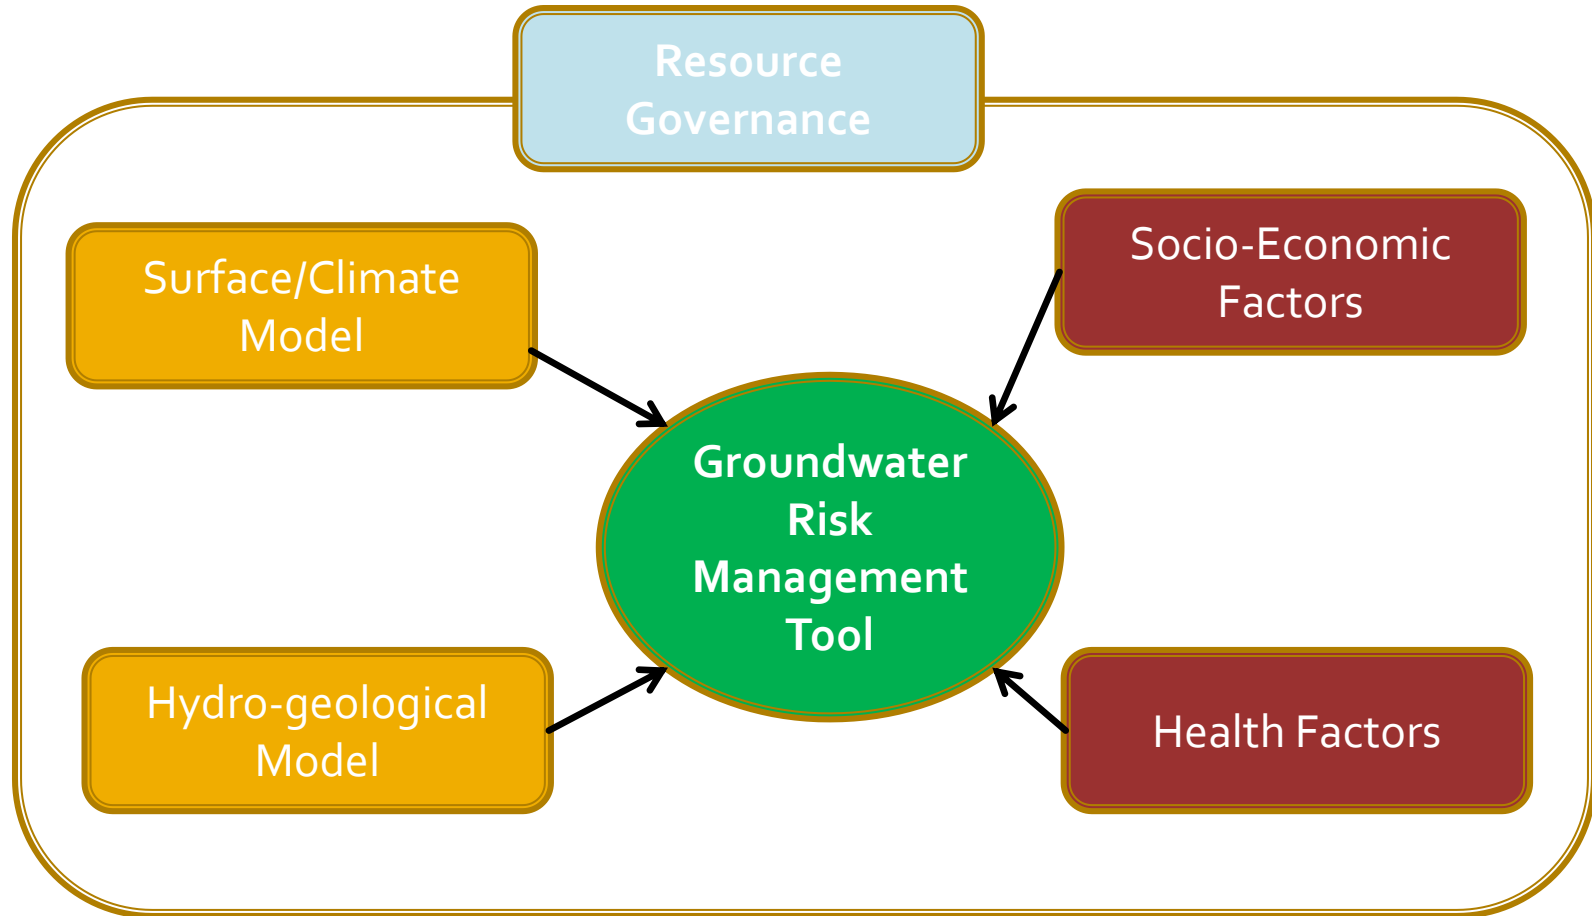 Resource
Governance
Surface/Climate
Model
Socio-Economic
Factors
Groundwater
Risk
Management
Tool
Hydro-geological
Model
Health Factors